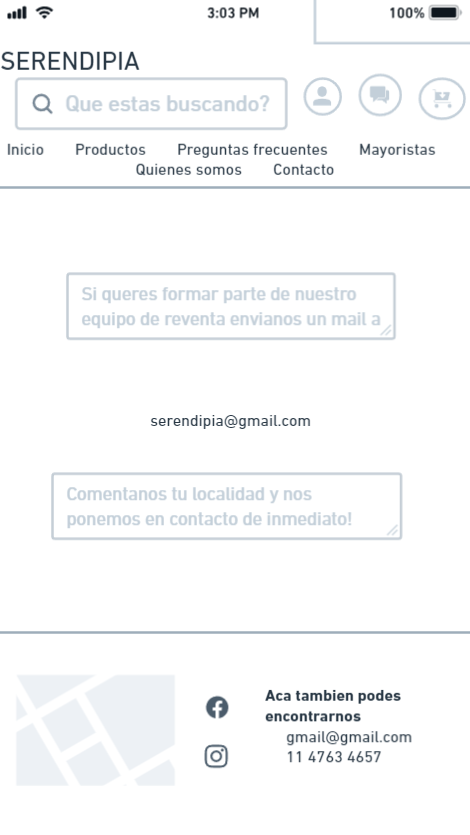 3:03 PM
100%
SERENDIPIA
Que estas buscando?
Inicio Productos Preguntas frecuentes Mayoristas
Quienes somos Contacto
Si queres formar parte de nuestro
equipo de reventa envianos un mail a
serendipia@gmail.com
Comentanos tu localidad y nos
ponemos en contacto de inmediato!
Aca tambien podes
encontrarnos
gmail@gmail.com
11 4763 4657